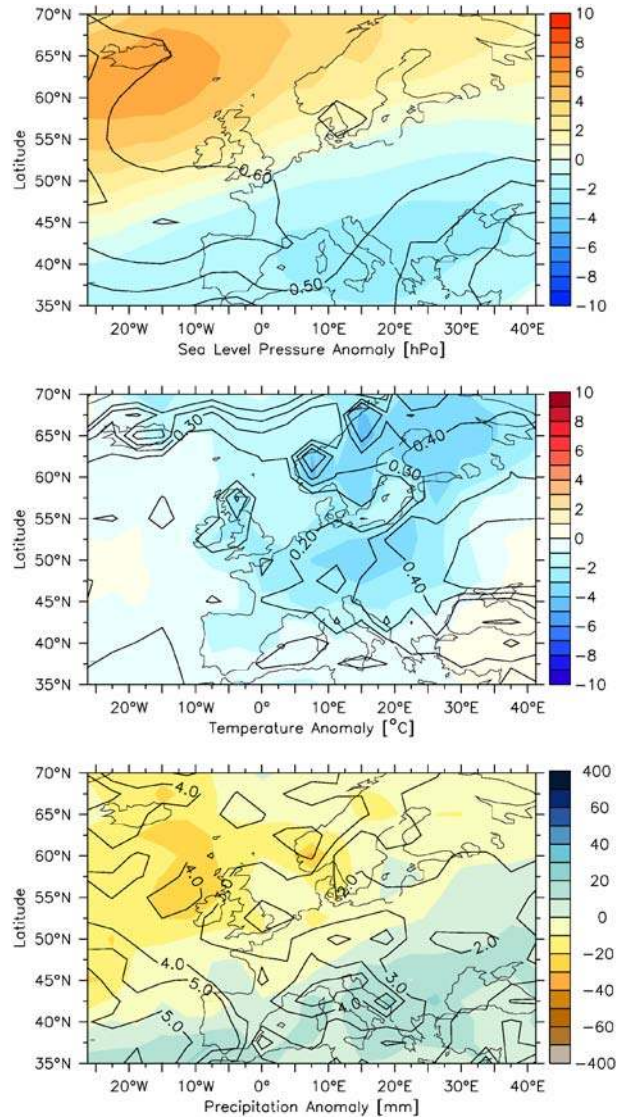 70°N
65°N
60°N
55°N
50°N
45°N
40°N
35°N
Latitude
0.60
0.50
20°W 10°W 0° 10°E 20°E 30°E 40°E
Sea Level Pressure Anomaly [hPa]
10
8
6
4
2
0
-2
-4
-6
-8
-10
70°N
65°N
60°N
55°N
50°N
45°N
40°N
35°N
Latitude
0.30
0.40
0.30
0.20
0.40
20°W 10°W 0° 10°E 20°E 30°E 40°E
Temperature Anomaly [°C]
10
8
6
4
2
0
-2
-4
-6
-8
-10
70°N
65°N
60°N
55°N
50°N
45°N
40°N
35°N
Latitude
4.0
4.0
2.0
2.0
4.0
3.0
5.0
4.0
5.0
20°W 10°W 0° 10°E 20°E 30°E 40°E
Precipitation Anomaly [mm]
400
60
40
20
0
-20
-40
-60
-400